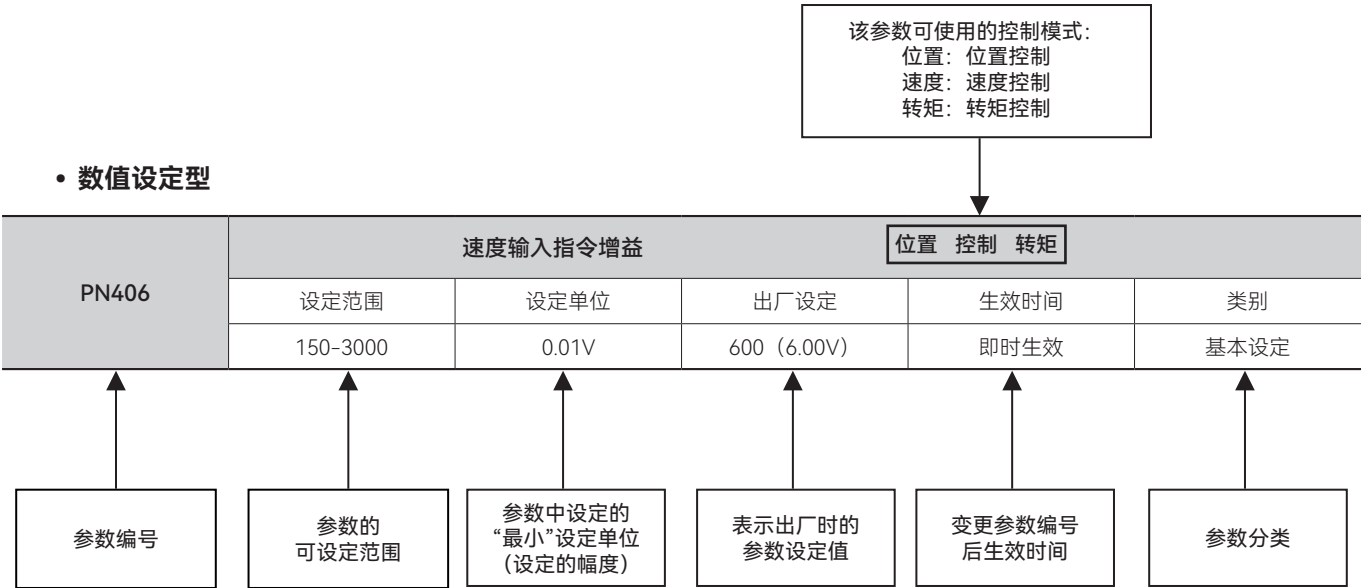 该参数可使用的控制模式：
位置：位置控制
速度：速度控制
转矩：转矩控制
• 数值设定型
PN406
速度输入指令增益
位置 控制 转矩
设定范围 设定单位 出厂设定 生效时间 类别
150-3000 0.01V 600（6.00V） 即时生效 基本设定
参数编号
参数的
可设定范围
参数中设定的
“最小”设定单位
（设定的幅度）
表示出厂时的
参数设定值
变更参数编号
后生效时间
参数分类